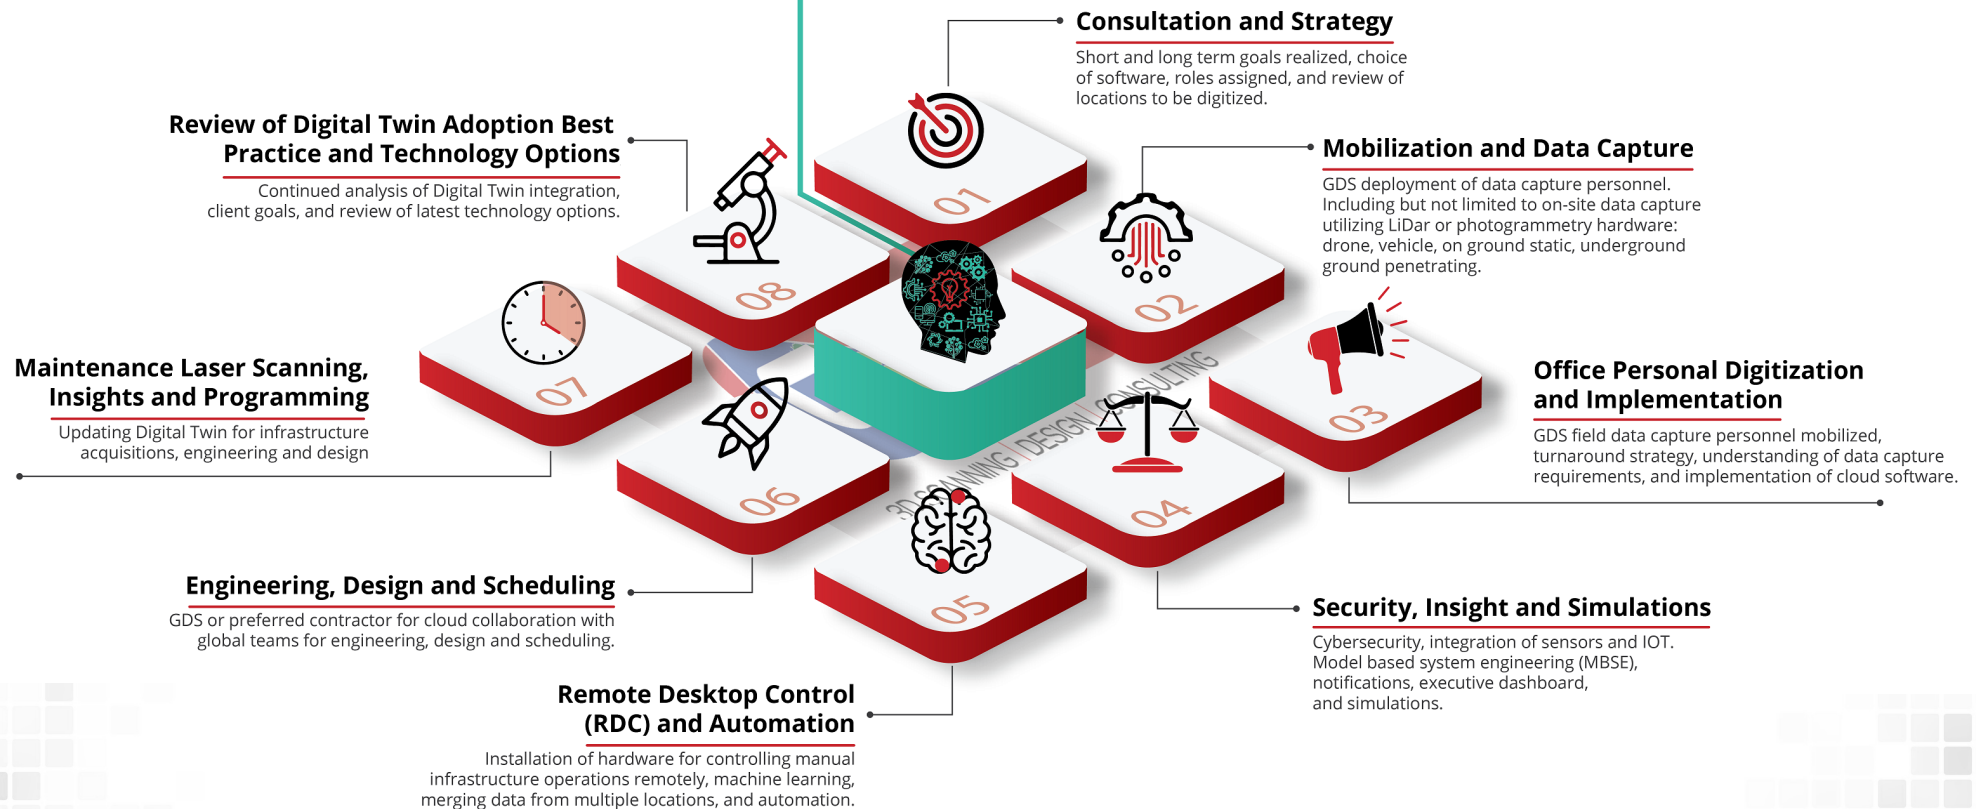 Consultation and Strategy
Short and long term goals realized, choice
of software, roles assigned, and review of
locations to be digitized.
01
Mobilization and Data Capture
GDS deployment of data capture personnel.
Including but not limited to on-site data capture
utilizing LiDar or photogrammetry hardware:
drone, vehicle, on ground static, underground
ground penetrating.
02
Office Personal Digitization
and Implementation
GDS field data capture personnel mobilized,
turnaround strategy, understanding of data capture
requirements, and implementation of cloud software.
03
Security, Insight and Simulations
Cybersecurity, integration of sensors and IOT.
Model based system engineering (MBSE),
notifications, executive dashboard,
and simulations.
04
Remote Desktop Control
(RDC) and Automation
Installation of hardware for controlling manual
infrastructure operations remotely, machine learning,
merging data from multiple locations, and automation.
05
Engineering, Design and Scheduling
GDS or preferred contractor for cloud collaboration with
global teams for engineering, design and scheduling.
06
Maintenance Laser Scanning,
Insights and Programming
Updating Digital Twin for infrastructure
acquisitions, engineering and design
07
Review of Digital Twin Adoption Best
Practice and Technology Options
Continued analysis of Digital Twin integration,
client goals, and review of latest technology options.
08
3D SCANNING | DESIGN | CONSULTING